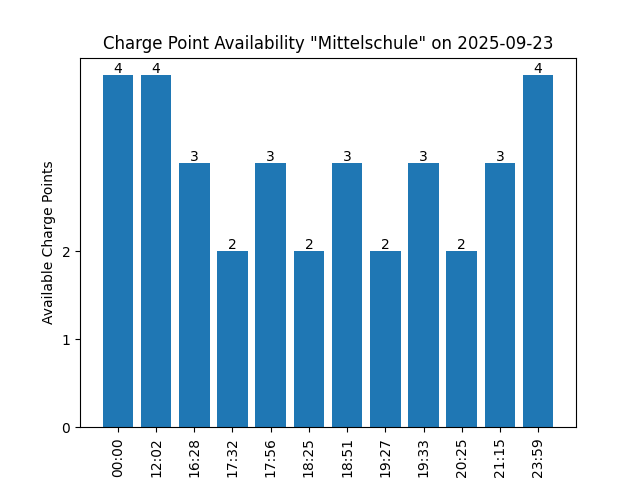 Charge Point Availability "Mittelschule" on 2025-09-23
4 4 3 2 3 2 3 2 3 2 3 4
Available Charge Points
2
1
0
00:00 12:02 16:28 17:32 17:56 18:25 18:51 19:27 19:33 20:25 21:15 23:59